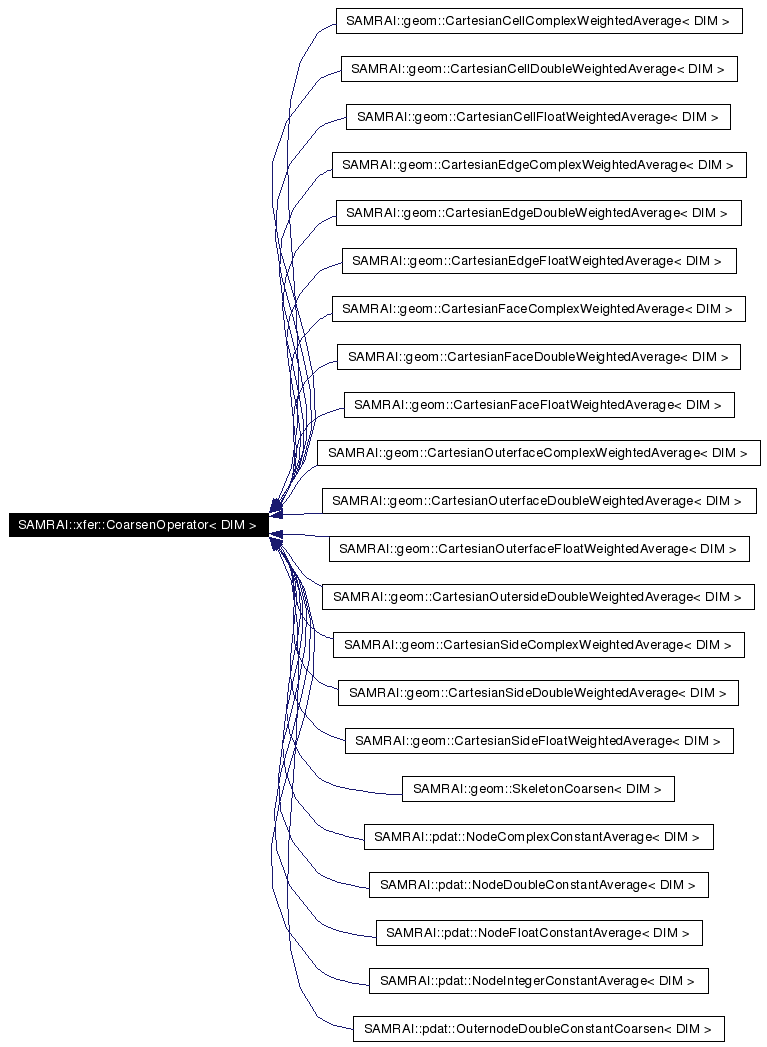 SAMRAI::geom::CartesianCellComplexWeightedAverage< DIM >
SAMRAI::geom::CartesianCellDoubleWeightedAverage< DIM >
SAMRAI::geom::CartesianCellFloatWeightedAverage< DIM >
SAMRAI::geom::CartesianEdgeComplexWeightedAverage< DIM >
SAMRAI::geom::CartesianEdgeDoubleWeightedAverage< DIM >
SAMRAI::geom::CartesianEdgeFloatWeightedAverage< DIM >
SAMRAI::geom::CartesianFaceComplexWeightedAverage< DIM >
SAMRAI::geom::CartesianFaceDoubleWeightedAverage< DIM >
SAMRAI::geom::CartesianFaceFloatWeightedAverage< DIM >
SAMRAI::geom::CartesianOuterfaceComplexWeightedAverage< DIM >
SAMRAI::geom::CartesianOuterfaceDoubleWeightedAverage< DIM >
SAMRAI::xfer::CoarsenOperator< DIM >
SAMRAI::geom::CartesianOuterfaceFloatWeightedAverage< DIM >
SAMRAI::geom::CartesianOutersideDoubleWeightedAverage< DIM >
SAMRAI::geom::CartesianSideComplexWeightedAverage< DIM >
SAMRAI::geom::CartesianSideDoubleWeightedAverage< DIM >
SAMRAI::geom::CartesianSideFloatWeightedAverage< DIM >
SAMRAI::geom::SkeletonCoarsen< DIM >
SAMRAI::pdat::NodeComplexConstantAverage< DIM >
SAMRAI::pdat::NodeDoubleConstantAverage< DIM >
SAMRAI::pdat::NodeFloatConstantAverage< DIM >
SAMRAI::pdat::NodeIntegerConstantAverage< DIM >
SAMRAI::pdat::OuternodeDoubleConstantCoarsen< DIM >